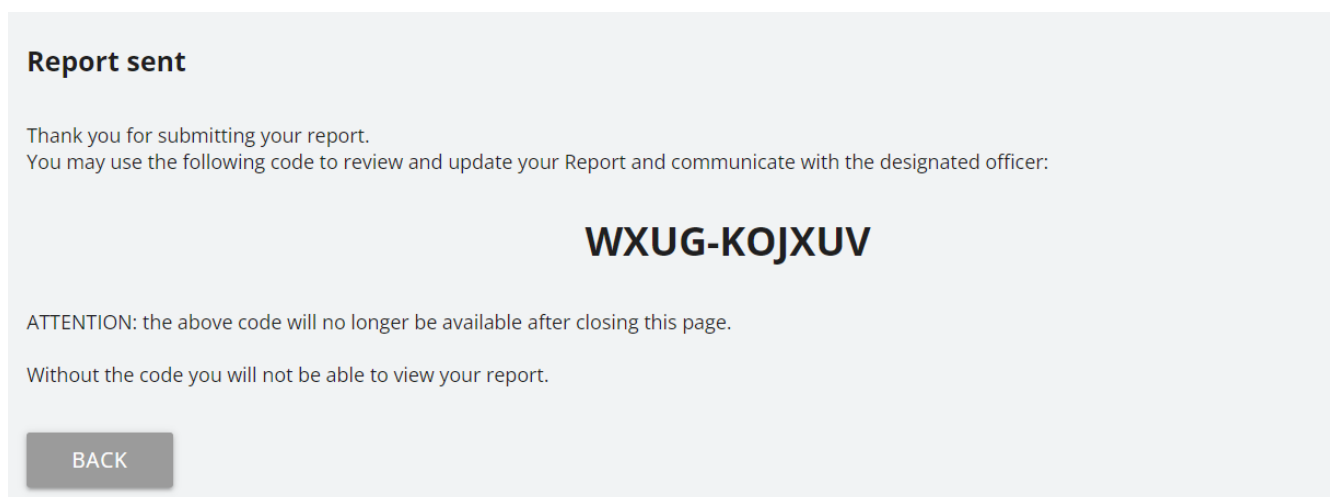 Report sent
Thank you for submitting your report.
You may use the following code to review and update your Report and communicate with the designated officer:
WXUG-KOJXUV
ATTENTION: the above code will no longer be available after closing this page.
Without the code you will not be able to view your report.
BACK